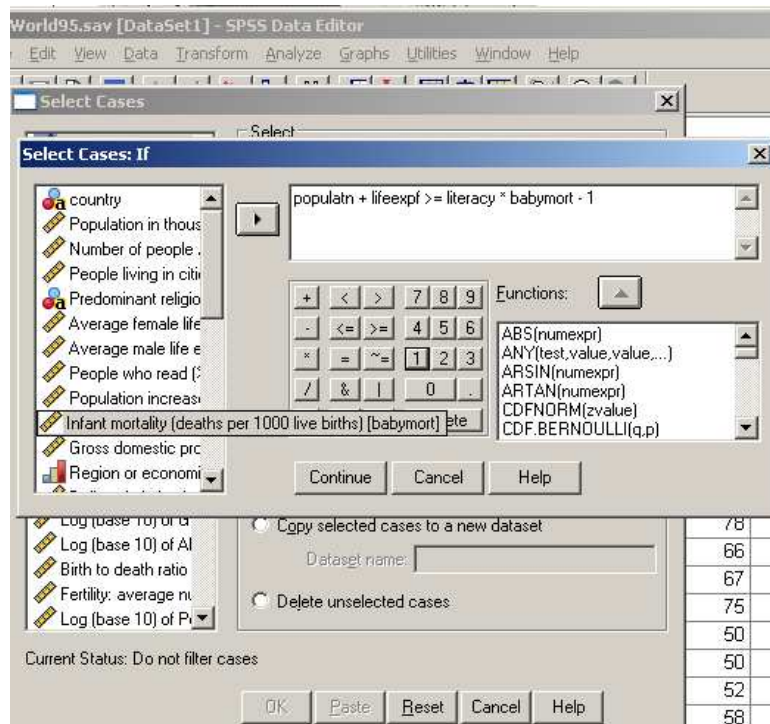 World95.sav [DataSet1] - SPSS Data Editor
Edit View Data Transform Analyze Graphs Utilities Window Help
Select Cases
Select
Select Cases: If
country
Population in thous
Number of people
People living in citi
Predominant religio
Average female life
Average male life e
People who read (%
Population increas
Infant mortality (deaths per 1000 live births) [babymort]
Gross domestic prc
Region or economi
populatn + lifeexpf >= literacy * babymort - 1
+ < > 7 8 9
- <= >= 4 5 6
* = ~= 1 2 3
/ & | 0 .
ete
Functions:
ABS(numexpr)
ANY(test,value,value,...)
ARSIN(numexpr)
ARTAN(numexpr)
CDFNORM(zvalue)
CDF.BERNOULLI(q,p)
Continue Cancel Help
Log (base 10) of G
Log (base 10) of Al
Birth to death ratio
Fertility: average nu
Log (base 10) of P
Copy selected cases to a new dataset
Dataset name:
Delete unselected cases
Current Status: Do not filter cases
OK Paste Reset Cancel Help
78
66
67
75
50
50
52
58